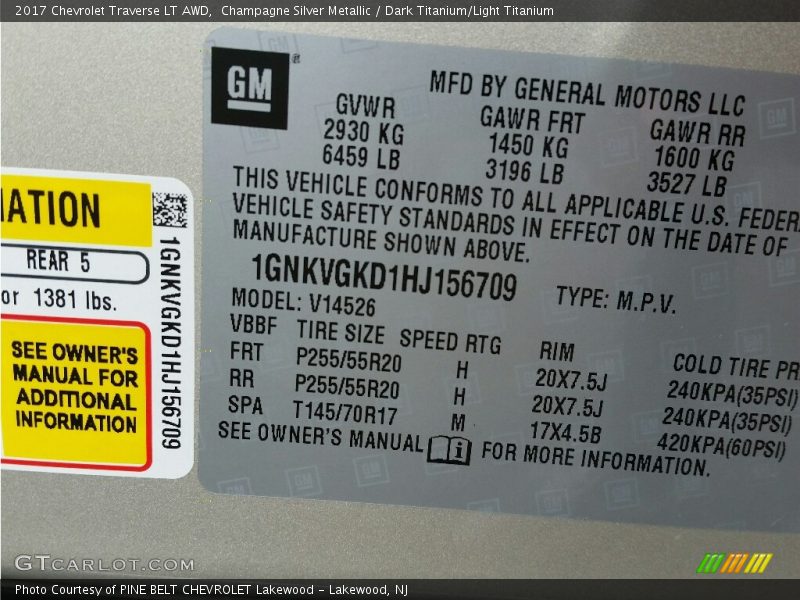 2017 Chevrolet Traverse LT AWD, Champagne Silver Metallic / Dark Titanium/Light Titanium
GM
®
MFD BY GENERAL MOTORS LLC
GVWR GAWR FRT GAWR RR
2930 KG 1450 KG 1600 KG
6459 LB 3196 LB 3527 LB
THIS VEHICLE CONFORMS TO ALL APPLICABLE U.S. FEDERA
VEHICLE SAFETY STANDARDS IN EFFECT ON THE DATE OF
MANUFACTURE SHOWN ABOVE.
1GNKVGKD1HJ156709 TYPE: M.P.V.
MODEL: V14526
VBBF TIRE SIZE SPEED RTG RIM COLD TIRE PR
FRT P255/55R20 H 20X7.5J 240KPA(35PSI)
RR P255/55R20 H 20X7.5J 240KPA(35PSI)
SPA T145/70R17 M 17X4.5B 420KPA(60PSI)
SEE OWNER'S MANUAL i FOR MORE INFORMATION.
MATION
REAR 5
or 1381 lbs.
SEE OWNER'S
MANUAL FOR
ADDITIONAL
INFORMATION
1GNKVGKD1HJ156709
GTCARLOT.COM
Photo Courtesy of PINE BELT CHEVROLET Lakewood - Lakewood, NJ